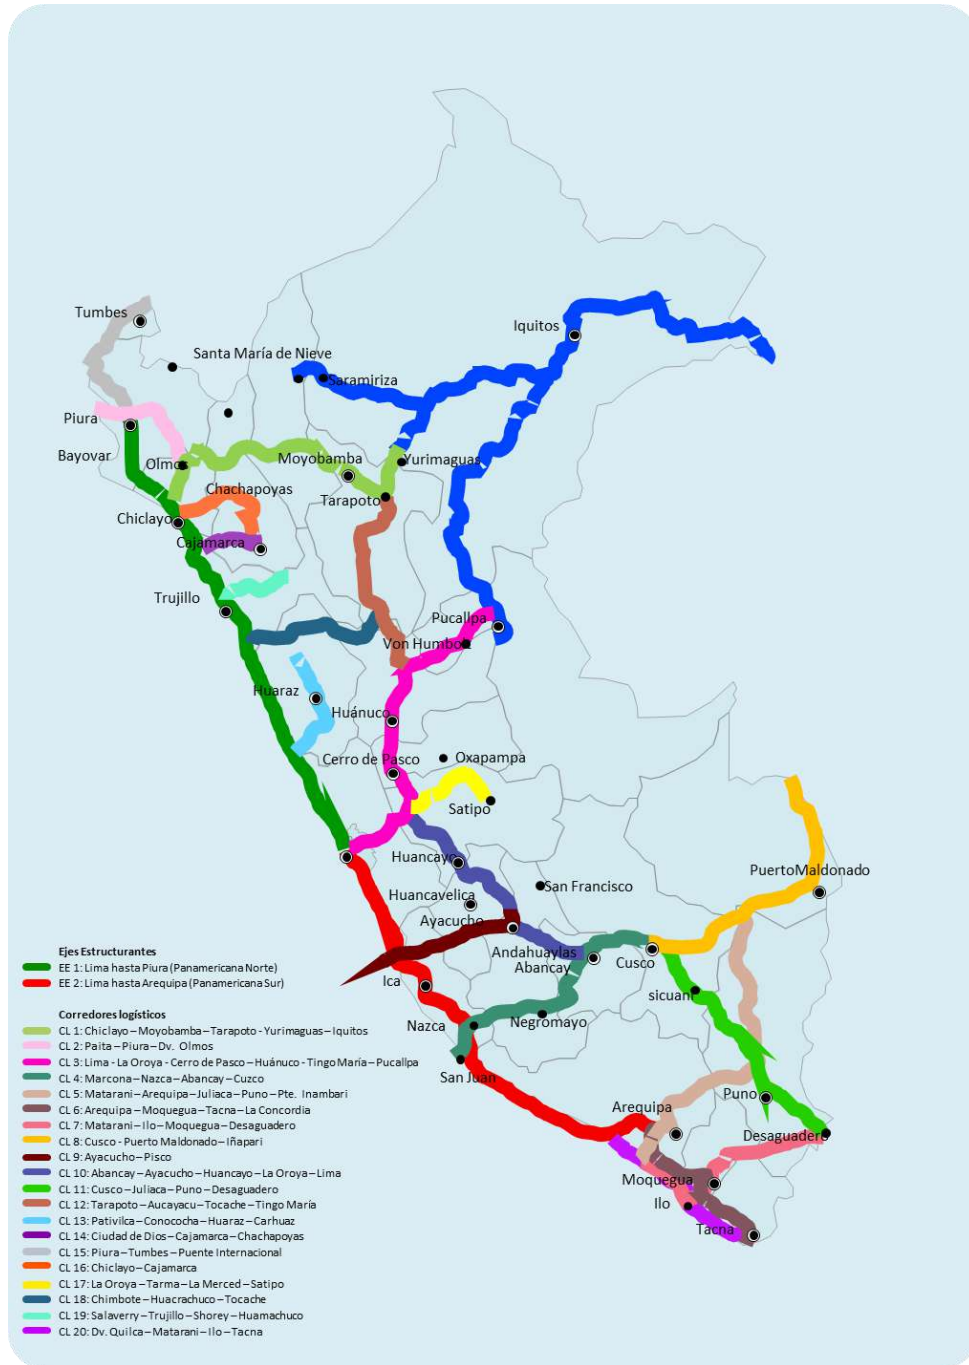 Tumbes
Iquitos
Santa María de Nieve
Saramiriza
Piura
Bayovar
Olmos
Moyobamba
Yurimaguas
Chachapoyas
Tarapoto
Chiclayo
Cajamarca
Trujillo
Pucallpa
Von Humbolt
Huaraz
Huánuco
Cerro de Pasco
Oxapampa
Satipo
Huancayo
PuertoMaldonado
San Francisco
Huancavelica
Ayacucho
Andahuaylas
Abancay
Cusco
Ica
sicuani
Nazca
Negromayo
San Juan
Puno
Arequipa
Desaguadero
Moquegua
Ilo
Tacna
Ejes Estructurantes
EE 1: Lima hasta Piura (Panamericana Norte)
EE 2: Lima hasta Arequipa (Panamericana Sur)
Corredores logísticos
CL 1: Chiclayo – Moyobamba – Tarapoto - Yurimaguas – Iquitos
CL 2: Paita – Piura – Dv. Olmos
CL 3: Lima - La Oroya - Cerro de Pasco – Huánuco - Tingo María – Pucallpa
CL 4: Marcona – Nazca – Abancay – Cuzco
CL 5: Matarani – Arequipa – Juliaca – Puno – Pte. Inambari
CL 6: Arequipa – Moquegua – Tacna – La Concordia
CL 7: Matarani – Ilo – Moquegua – Desaguadero
CL 8: Cusco - Puerto Maldonado – Iñapari
CL 9: Ayacucho – Pisco
CL 10: Abancay – Ayacucho – Huancayo – La Oroya – Lima
CL 11: Cusco – Juliaca – Puno – Desaguadero
CL 12: Tarapoto – Aucayacu – Tocache – Tingo María
CL 13: Pativilca – Conococha – Huaraz – Carhuaz
CL 14: Ciudad de Dios – Cajamarca – Chachapoyas
CL 15: Piura – Tumbes – Puente Internacional
CL 16: Chiclayo – Cajamarca
CL 17: La Oroya – Tarma – La Merced – Satipo
CL 18: Chimbote – Huacrachuco – Tocache
CL 19: Salaverry – Trujillo – Shorey – Huamachuco
CL 20: Dv. Quilca – Matarani – Ilo – Tacna